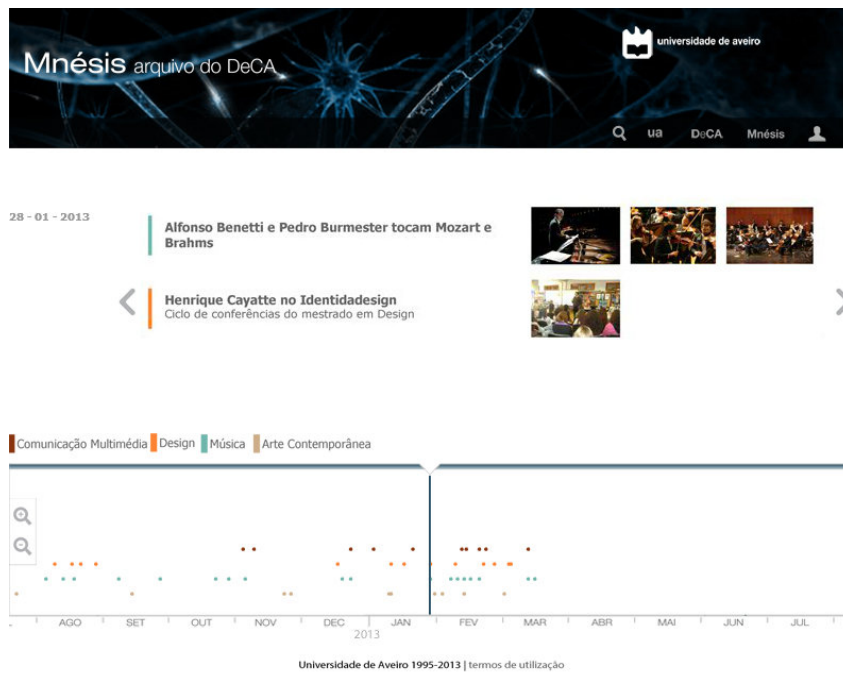 Mnésis arquivo do DeCA
universidade de aveiro
ua DeCA Mnésis
28 - 01 - 2013
Alfonso Benetti e Pedro Burmester tocam Mozart e
Brahms
Henrique Cayatte no Identidadesign
Ciclo de conferências do mestrado em Design
Comunicação Multimédia Design Música Arte Contemporânea
AGO SET OUT NOV DEC JAN FEV MAR ABR MAI JUN JUL
2013
Universidade de Aveiro 1995-2013 | termos de utilização